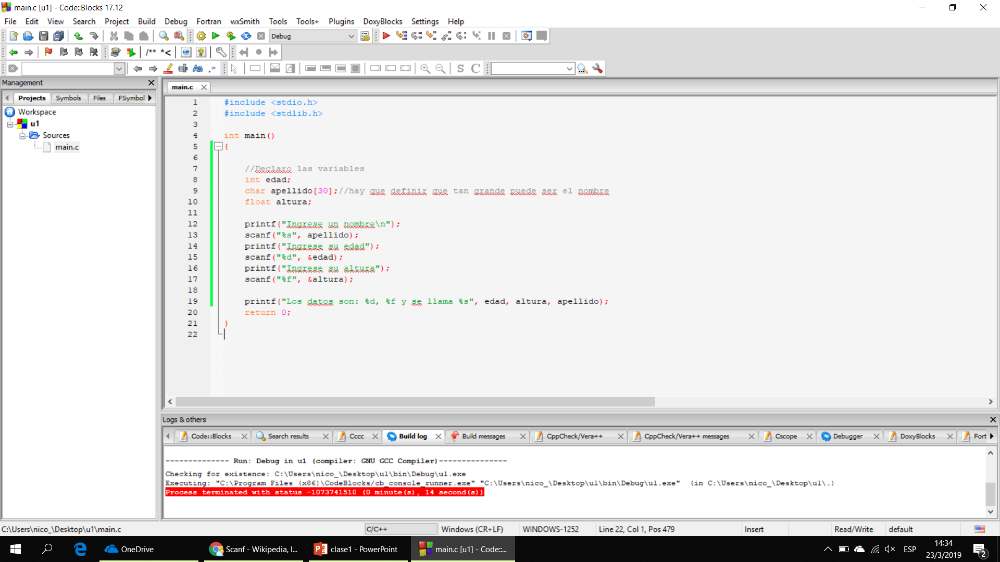 main.c [u1] - Code::Blocks 17.12
File Edit View Search Project Build Debug Fortran wxSmith Tools Tools+ Plugins DoxyBlocks Settings Help
Debug
/** *<
Aa .*
S C
Management
Projects Symbols Files FSymbol
main.c
Workspace
u1
Sources
main.c
1 #include <stdio.h>
2 #include <stdlib.h>
3
4 int main()
5 {
6
7 //Declaro las variables
8 int edad;
9 char apellido[30];//hay que definir que tan grande puede ser el nombre
10 float altura;
11
12 printf("Ingrese un nombre\n");
13 scanf("%s", apellido);
14 printf("Ingrese su edad");
15 scanf("%d", &edad);
16 printf("Ingrese su altura");
17 scanf("%f", &altura);
18
19 printf("Los datos son: %d, %f y se llama %s", edad, altura, apellido);
20 return 0;
21 }
22
Logs & others
Code::Blocks Search results Cccc Build log Build messages CppCheck/Vera++ CppCheck/Vera++ messages Cscope Debugger DoxyBlocks Fort
-------------- Run: Debug in u1 (compiler: GNU GCC Compiler)---------------
Checking for existence: C:\Users\nico_\Desktop\u1\bin\Debug\u1.exe
Executing: "C:\Program Files (x86)\CodeBlocks/cb_console_runner.exe" "C:\Users\nico_\Desktop\u1\bin\Debug\u1.exe" (in C:\Users\nico_\Desktop\u1\.)
Process terminated with status -1073741510 (0 minute(s), 14 second(s))
C:\Users\nico_\Desktop\u1\main.c C/C++ Windows (CR+LF) WINDOWS-1252 Line 22, Col 1, Pos 479 Insert Read/Write default
OneDrive Scanf - Wikipedia, l... clase1 - PowerPoint main.c [u1] - Code::... ESP 14:34
23/3/2019 2